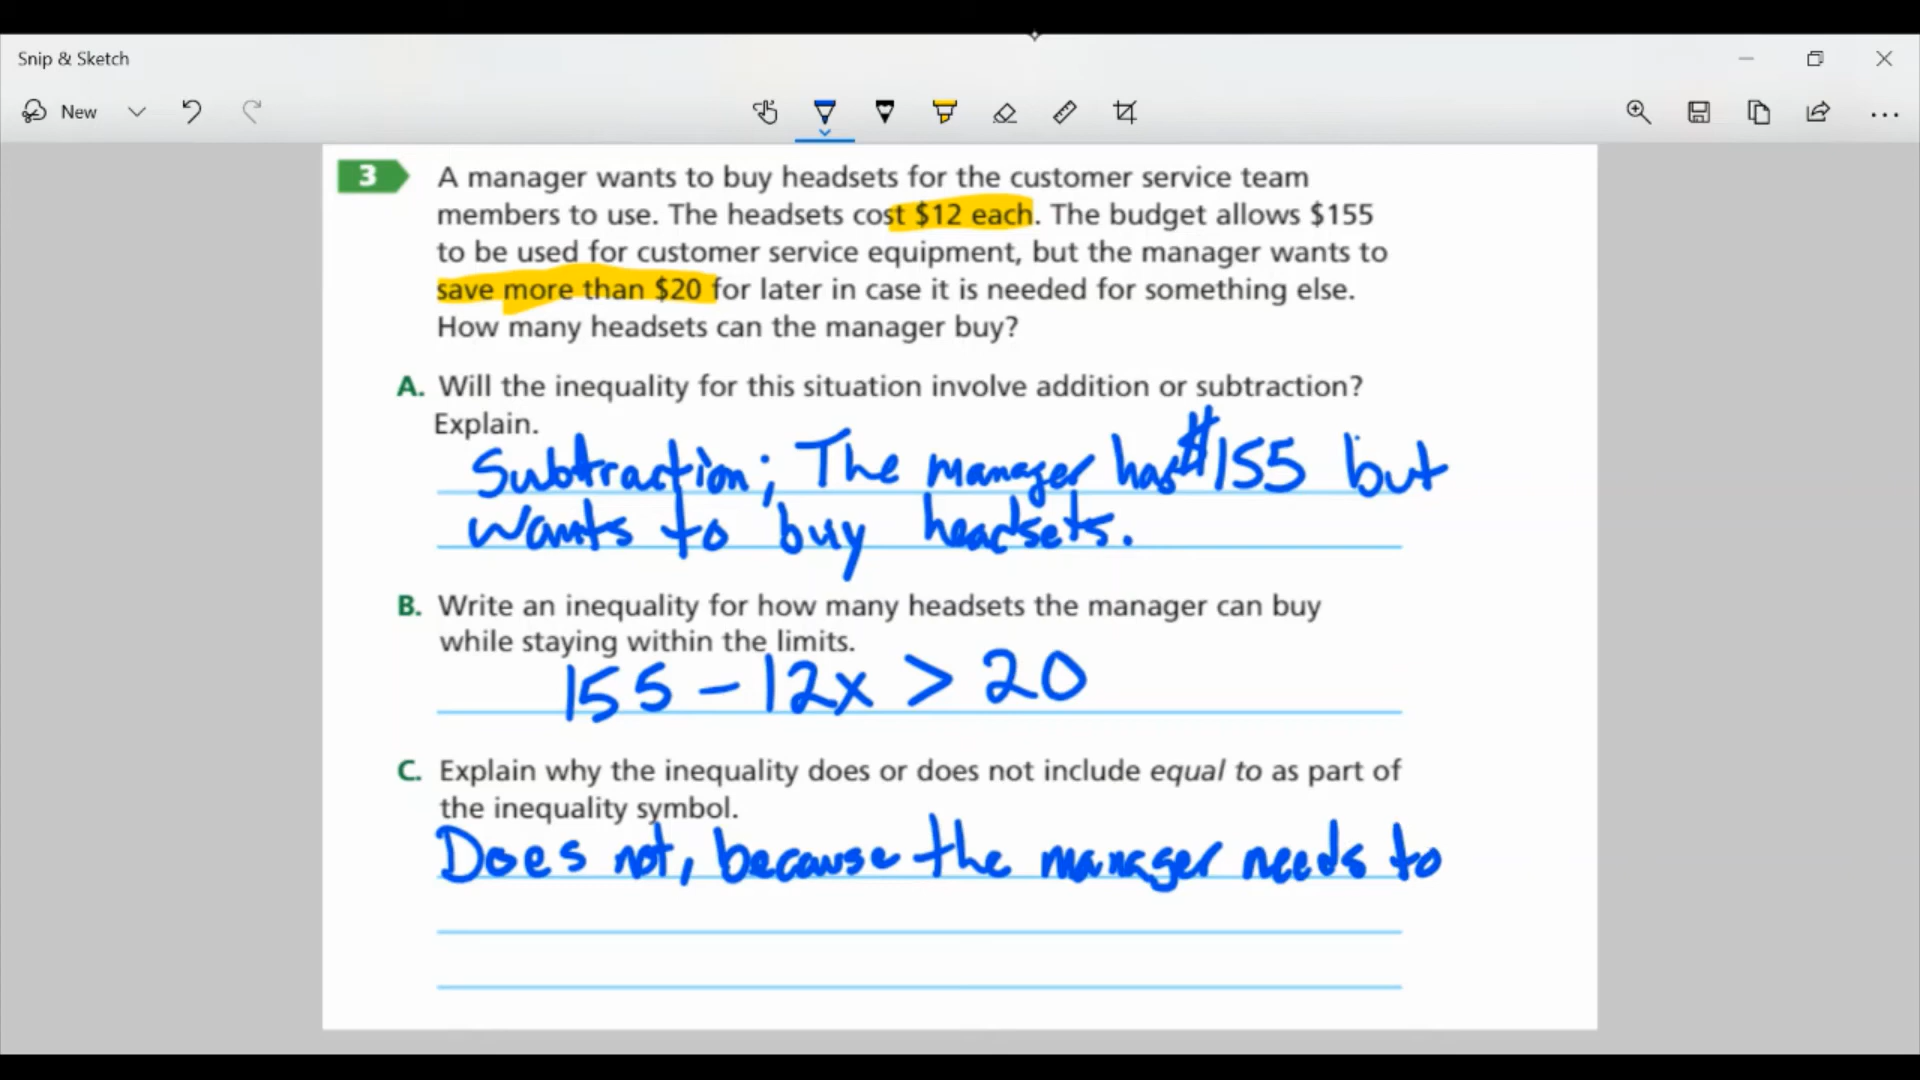 Snip & Sketch
New
3
A manager wants to buy headsets for the customer service team
members to use. The headsets cost $12 each. The budget allows $155
to be used for customer service equipment, but the manager wants to
save more than $20 for later in case it is needed for something else.
How many headsets can the manager buy?
A. Will the inequality for this situation involve addition or subtraction?
Explain.
Subtraction; The manager has $155 but
wants to buy headsets.
B. Write an inequality for how many headsets the manager can buy
while staying within the limits.
155 - 12x > 20
C. Explain why the inequality does or does not include equal to as part of
the inequality symbol.
Does not, because the manager needs to